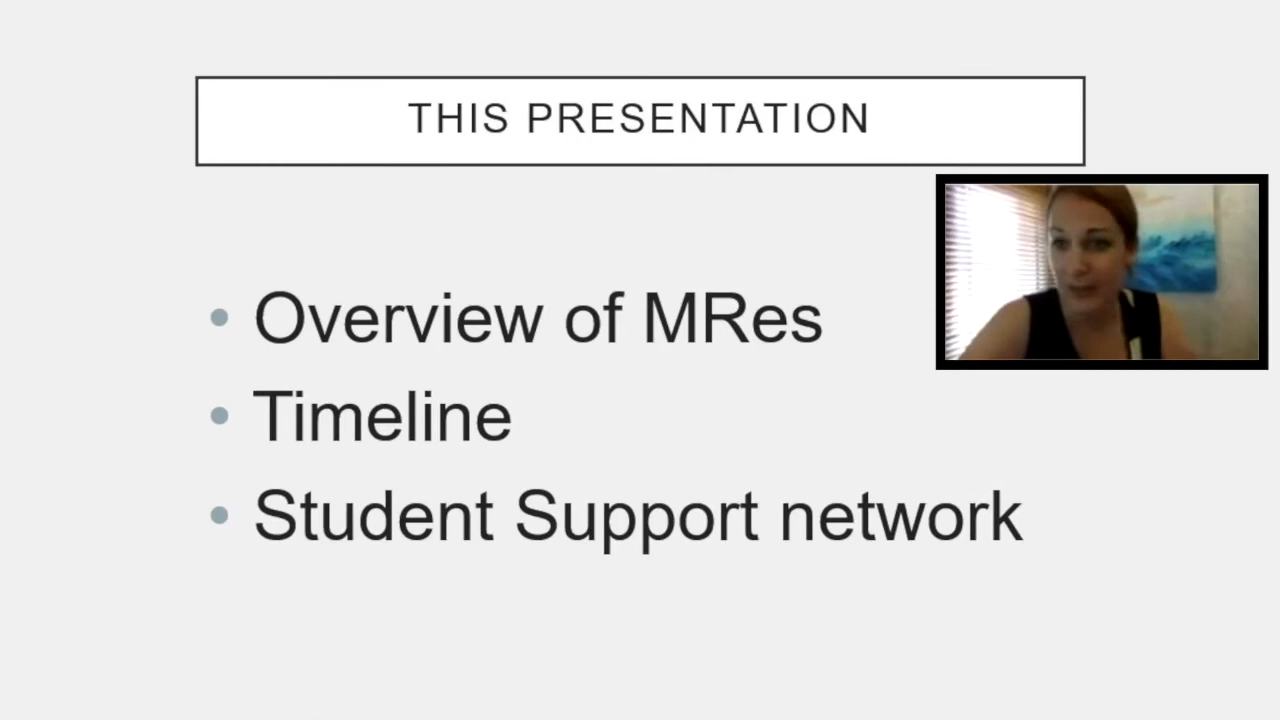 THIS PRESENTATION
• Overview of MRes
• Timeline
• Student Support network